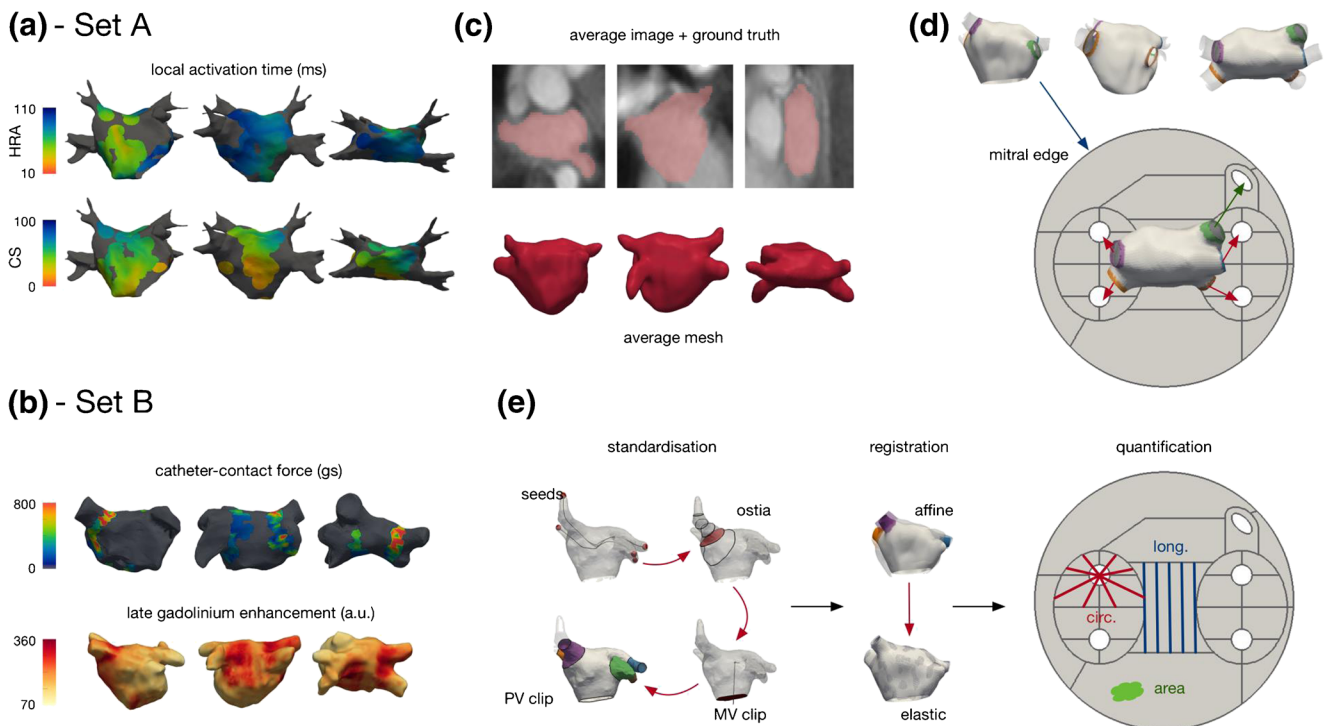 (a) - Set A
local activation time (ms)
110
HRA
10
100
CS
0
(b) - Set B
catheter-contact force (gs)
800
0
late gadolinium enhancement (a.u.)
360
70
(c)
average image + ground truth
average mesh
(d)
mitral edge
(e)
standardisation
registration
quantification
seeds
ostia
affine
long.
circ.
PV clip
MV clip
elastic
area